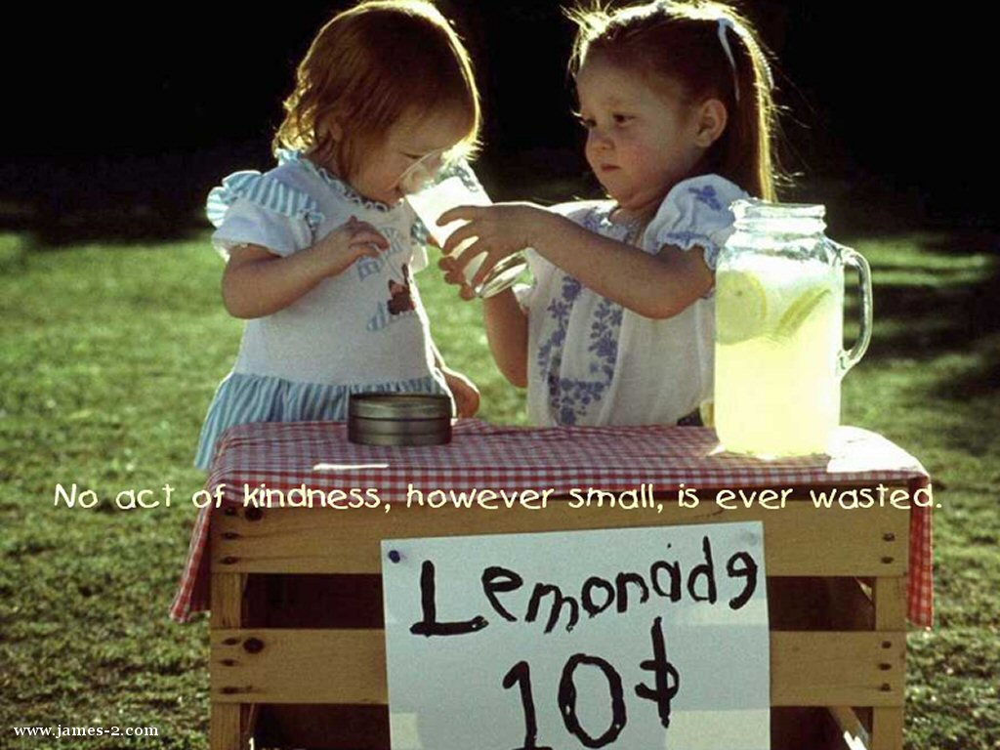 No act of kindness, however small, is ever wasted.
Lemonade
10¢
www.james-2.com